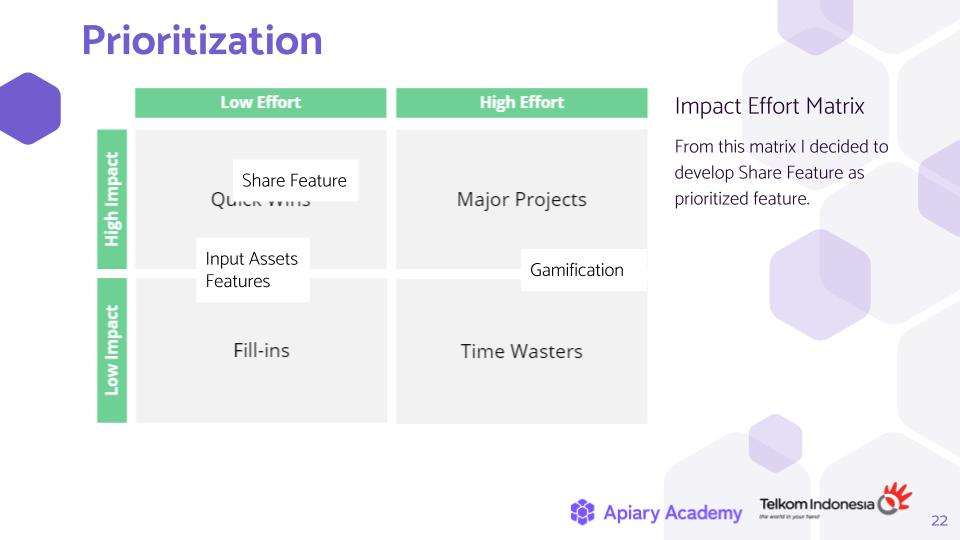 Prioritization
Low Effort
High Effort
High Impact
Share Feature
Quick Wins
Major Projects
Input Assets
Features
Gamification
Low Impact
Fill-ins
Time Wasters
Impact Effort Matrix
From this matrix I decided to
develop Share Feature as
prioritized feature.
Apiary Academy
Telkom Indonesia
the world in your hand
22